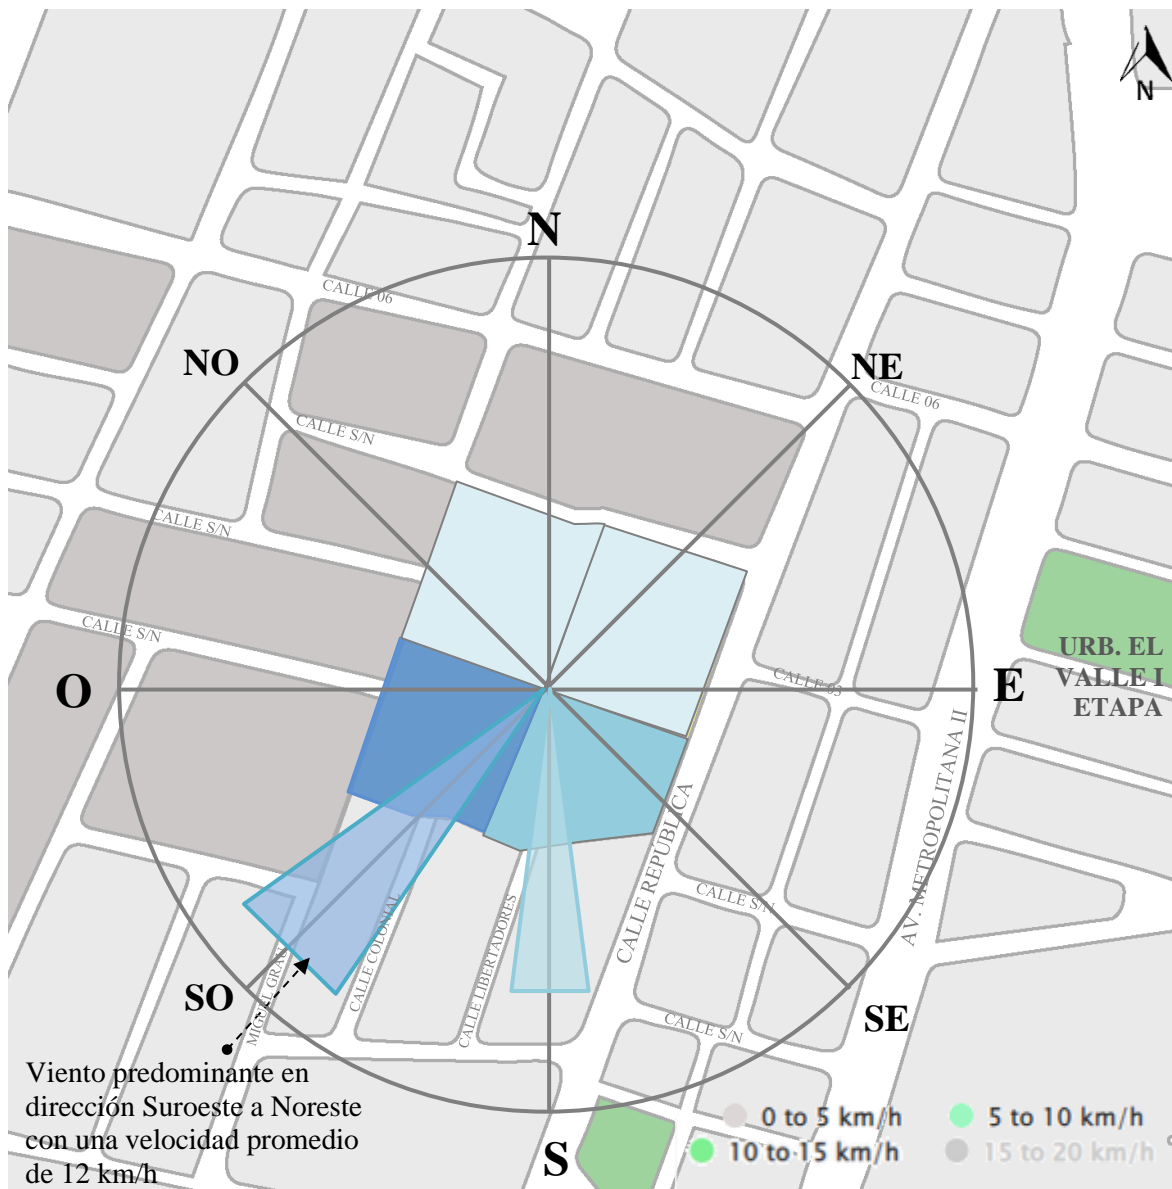 N
N
CALLE 06
NO
NE
CALLE 06
CALLE S/N
CALLE S/N
CALLE S/N
URB. EL
VALLE I
ETAPA
O
CALLE 03
E
AV. METROPOLITANA II
CALLE REPÚBLICA
CALLE S/N
CALLE COLONIAL
CALLE LIBERTADORES
MIGUEL GRAU
SO
SE
CALLE S/N
Viento predominante en
dirección Suroeste a Noreste
con una velocidad promedio
de 12 km/h
S
0 to 5 km/h
5 to 10 km/h
10 to 15 km/h
15 to 20 km/h